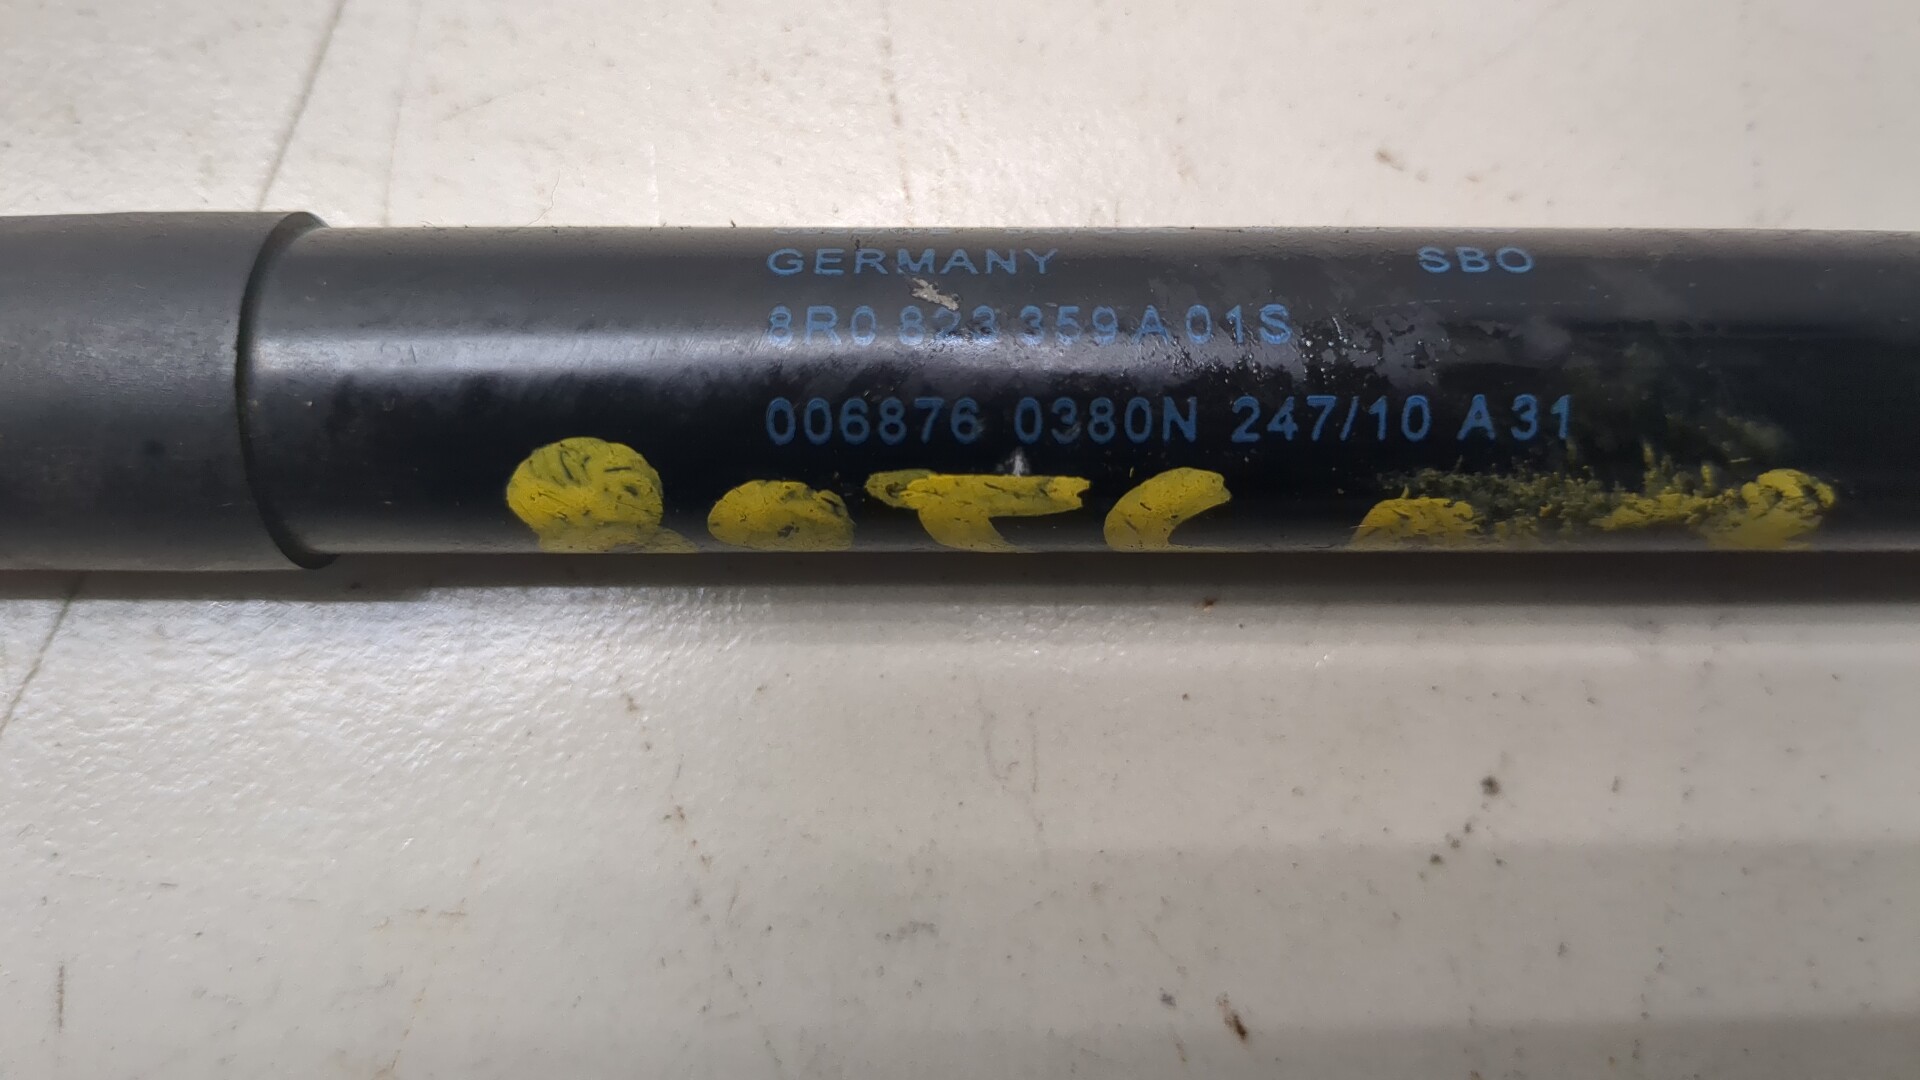 GERMANY SBO
8R0 823 359 A 01S
006876 0380N 247/10 A31